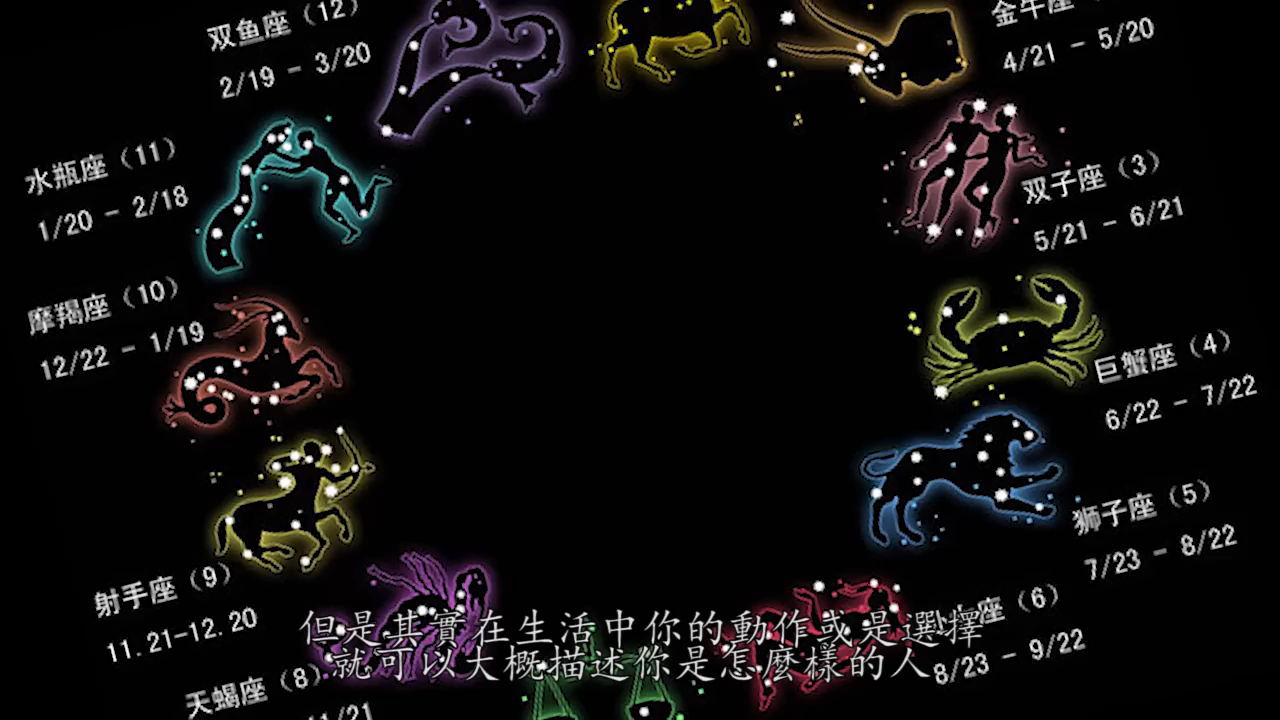 双鱼座（12）
2/19 - 3/20
金牛座
4/21 - 5/20
水瓶座（11）
1/20 - 2/18
双子座（3）
5/21 - 6/21
摩羯座（10）
12/22 - 1/19
巨蟹座（4）
6/22 - 7/22
狮子座（5）
7/23 - 8/22
射手座（9）
11.21-12.20
座（6）
8/23 - 9/22
天蝎座（8）
11/21
但是其實在生活中你的動作或是選擇
就可以大概描述你是怎麼樣的人